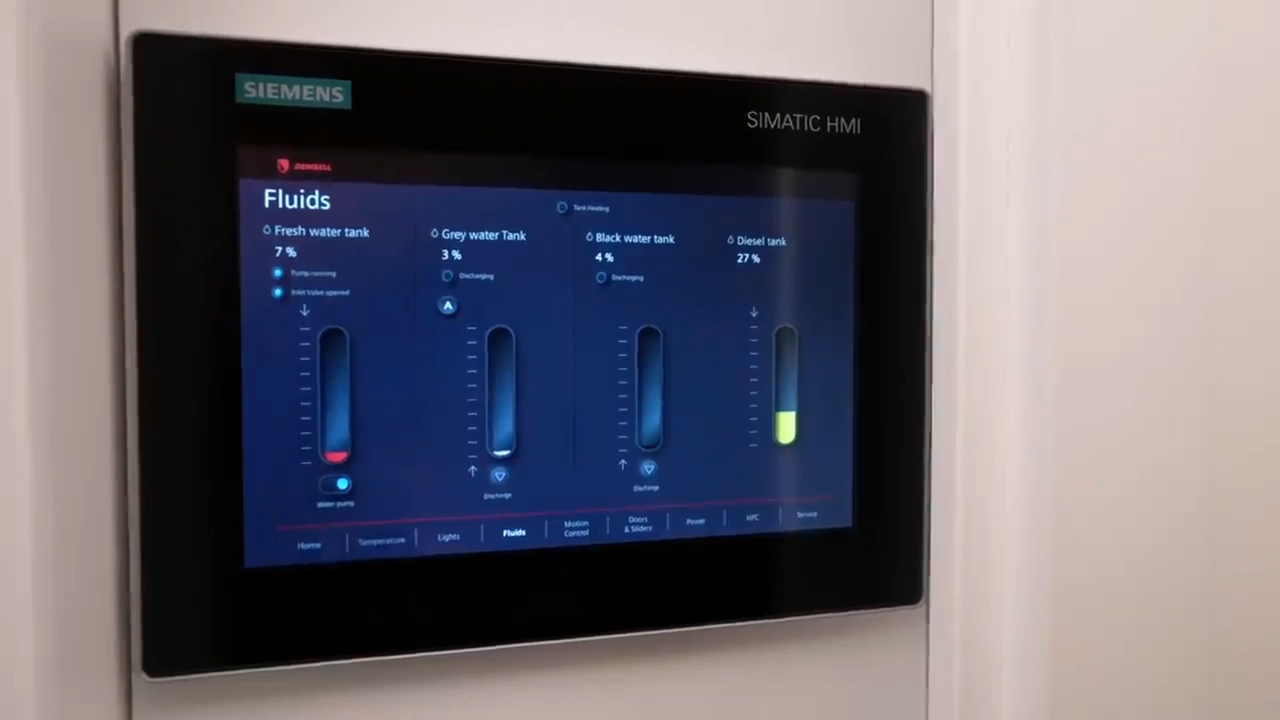 SIEMENS
SIMATIC HMI
Fluids
Tank Heating
Fresh water tank
7 %
Pump running
Inlet Valve opened
Water pump
Grey water Tank
3 %
Discharging
A
Discharge
Black water tank
4 %
Discharging
Discharge
Diesel tank
27 %
Home
Temperature
Lights
Fluids
Motion
Control
Doors
& Sliders
Power
HPC
Service